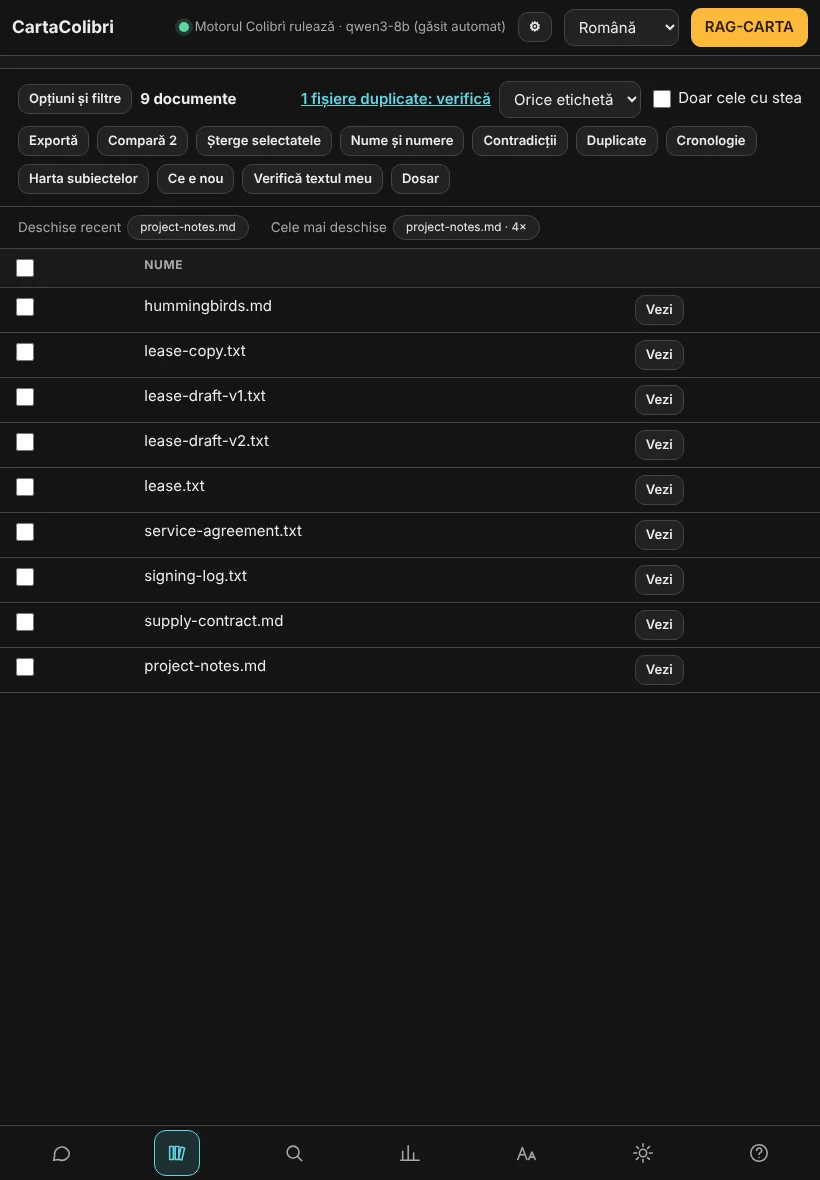 CartaColibri Motorul Colibrì rulează · qwen3-8b (găsit automat) Română RAG-CARTA
Opțiuni și filtre 9 documente 1 fișiere duplicate: verifică Orice etichetă Doar cele cu stea
Exportă Compară 2 Șterge selectatele Nume și numere Contradicții Duplicate Cronologie
Harta subiectelor Ce e nou Verifică textul meu Dosar
Deschise recent project-notes.md Cele mai deschise project-notes.md · 4×
NUME
hummingbirds.md Vezi
lease-copy.txt Vezi
lease-draft-v1.txt Vezi
lease-draft-v2.txt Vezi
lease.txt Vezi
service-agreement.txt Vezi
signing-log.txt Vezi
supply-contract.md Vezi
project-notes.md Vezi
AA